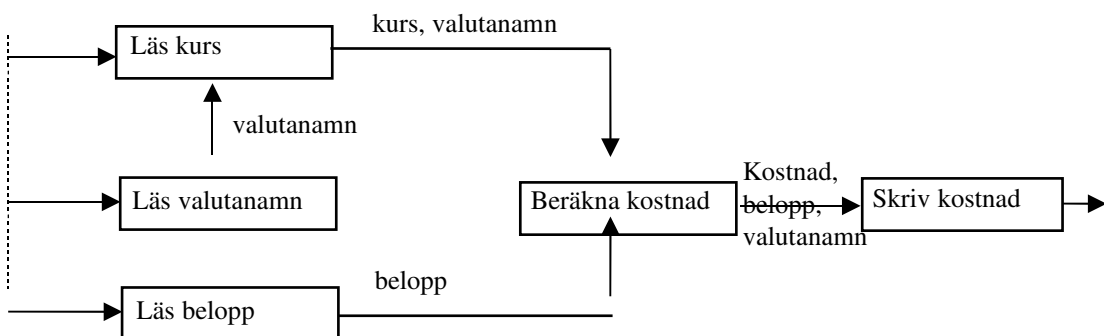 Läs kurs
kurs, valutanamn
valutanamn
Läs valutanamn
Beräkna kostnad
Kostnad,
belopp,
valutanamn
Skriv kostnad
belopp
Läs belopp